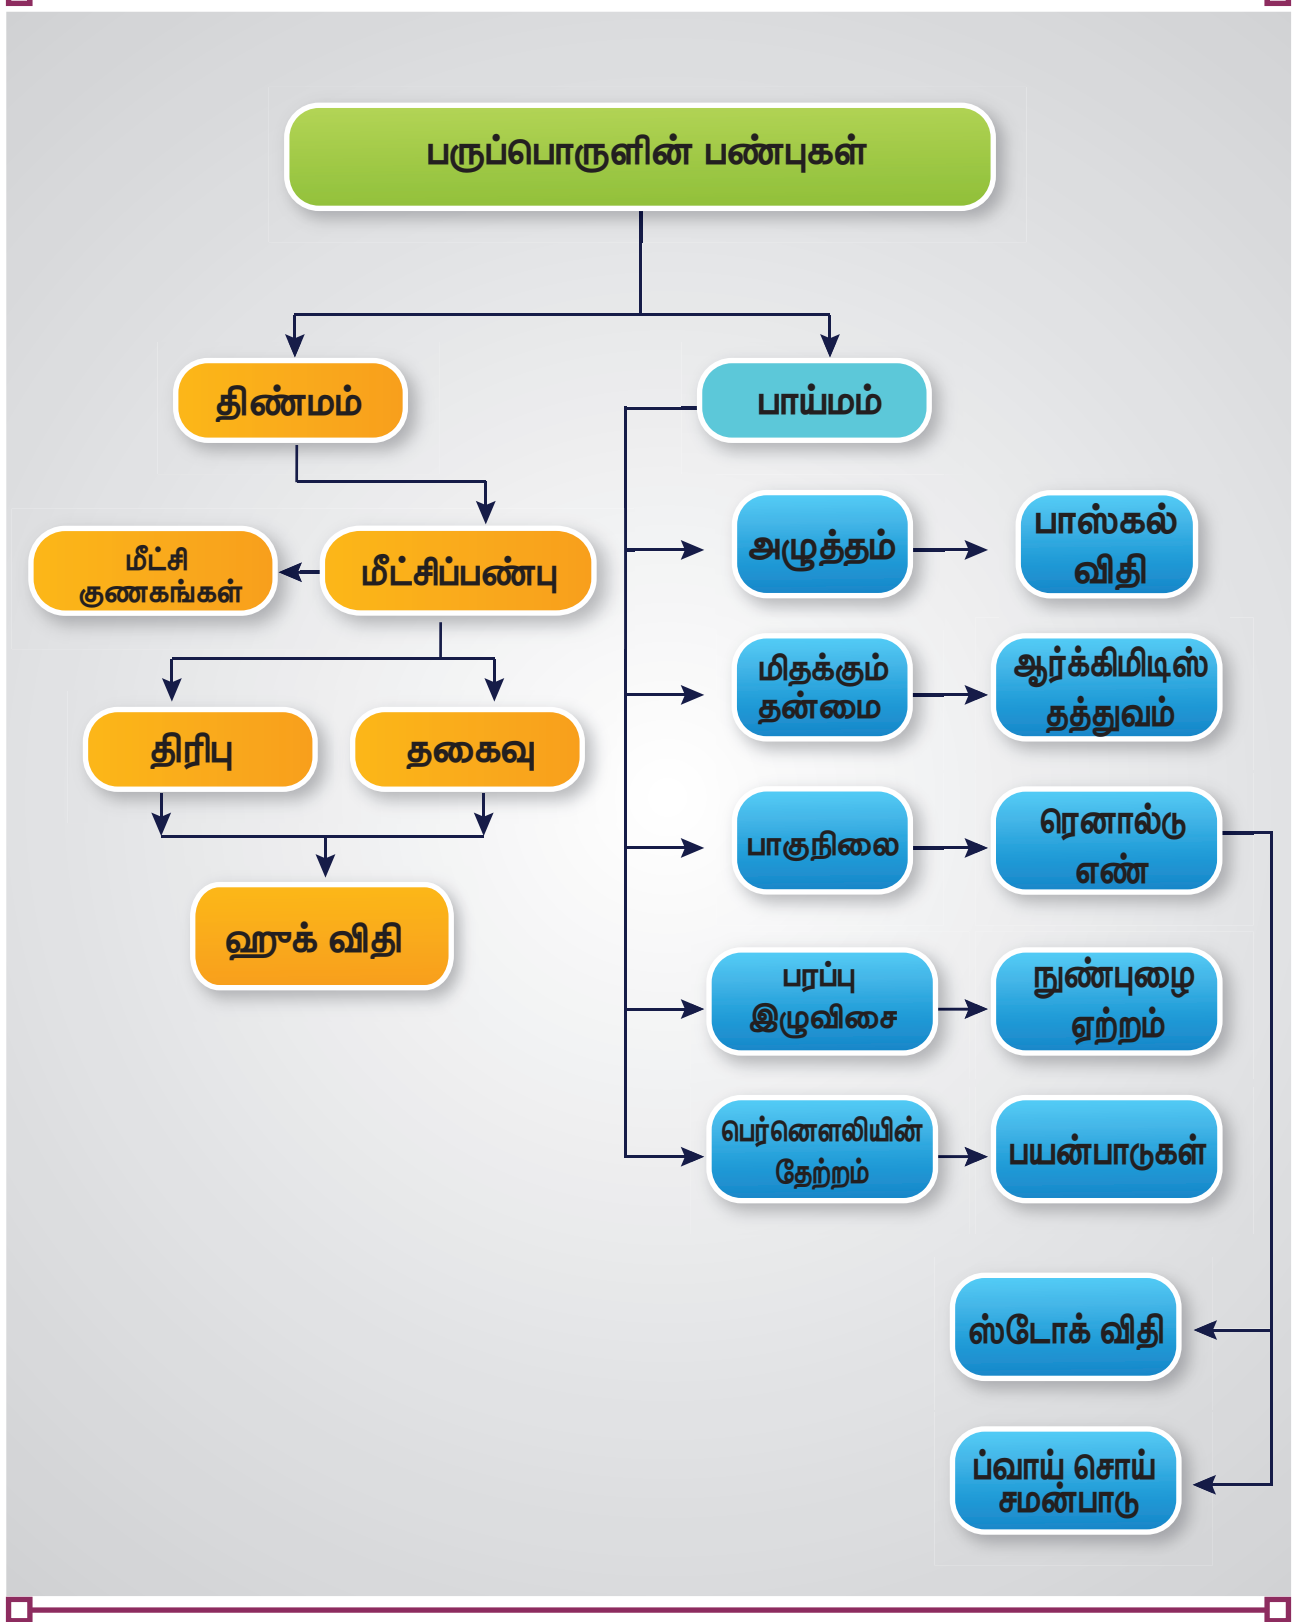 பருப்பொருளின் பண்புகள்
திண்மம்
பாய்மம்
மீட்சி
குணகங்கள்
மீட்சிப்பண்பு
திரிபு
தகைவு
ஹுக் விதி
அழுத்தம்
பாஸ்கல்
விதி
மிதக்கும்
தன்மை
ஆர்க்கிமிடிஸ்
தத்துவம்
பாகுநிலை
ரெனால்டு
எண்
பரப்பு
இழுவிசை
நுண்புழை
ஏற்றம்
பெர்னௌலியின்
தேற்றம்
பயன்பாடுகள்
ஸ்டோக் விதி
ப்வாய் சொய்
சமன்பாடு